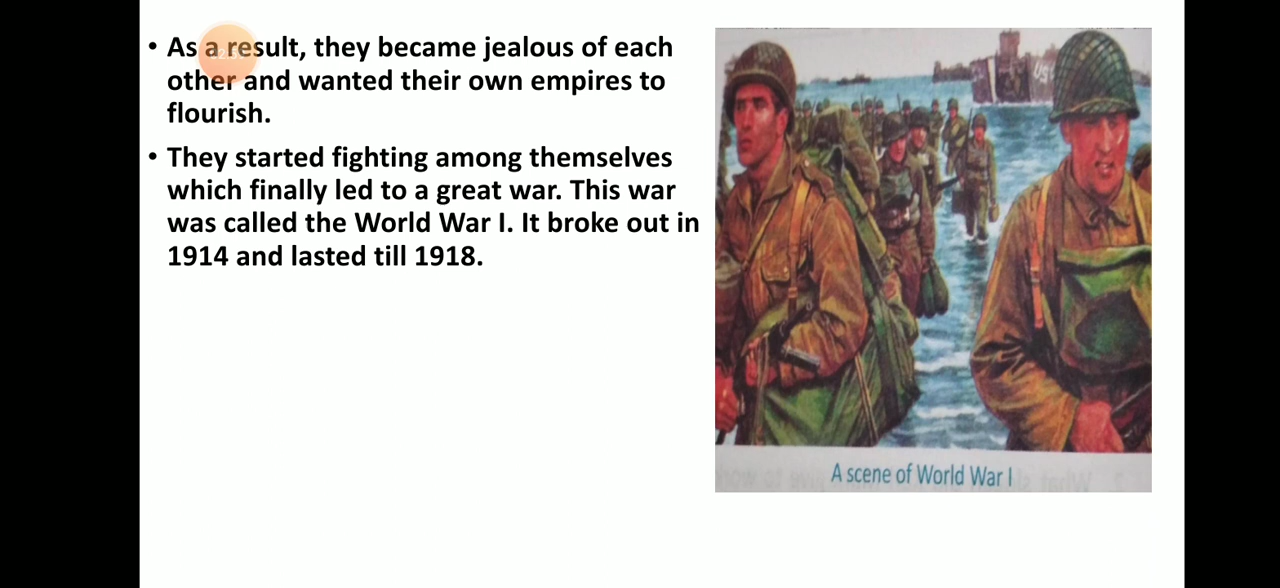 • As a result, they became jealous of each
other and wanted their own empires to
flourish.
• They started fighting among themselves
which finally led to a great war. This war
was called the World War I. It broke out in
1914 and lasted till 1918.
A scene of World War I